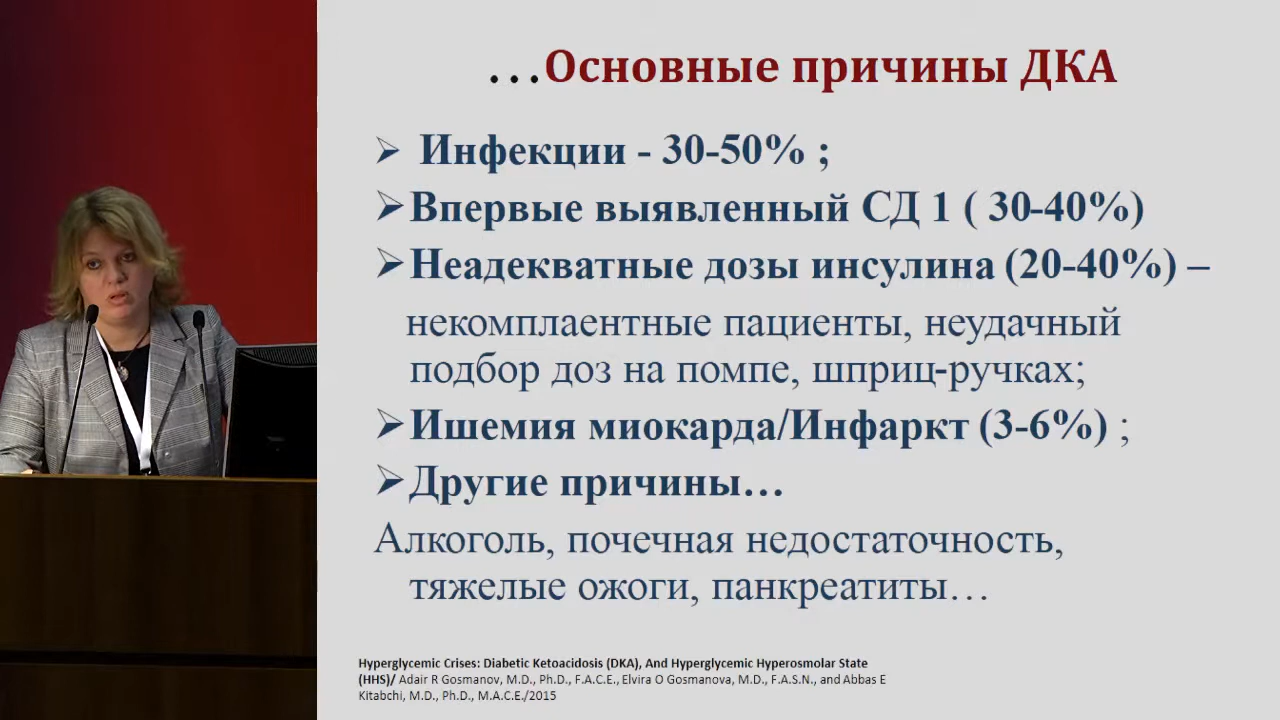 ...Основные причины ДКА
Инфекции - 30-50% ;
Впервые выявленный СД 1 ( 30-40%)
Неадекватные дозы инсулина (20-40%) –
некомплаентные пациенты, неудачный
подбор доз на помпе, шприц-ручках;
Ишемия миокарда/Инфаркт (3-6%) ;
Другие причины...
Алкоголь, почечная недостаточность,
тяжелые ожоги, панкреатиты...
Hyperglycemic Crises: Diabetic Ketoacidosis (DKA), And Hyperglycemic Hyperosmolar State
(HHS)/ Adair R Gosmanov, M.D., Ph.D., F.A.C.E., Elvira O Gosmanova, M.D., F.A.S.N., and Abbas E
Kitabchi, M.D., Ph.D., M.A.C.E./2015